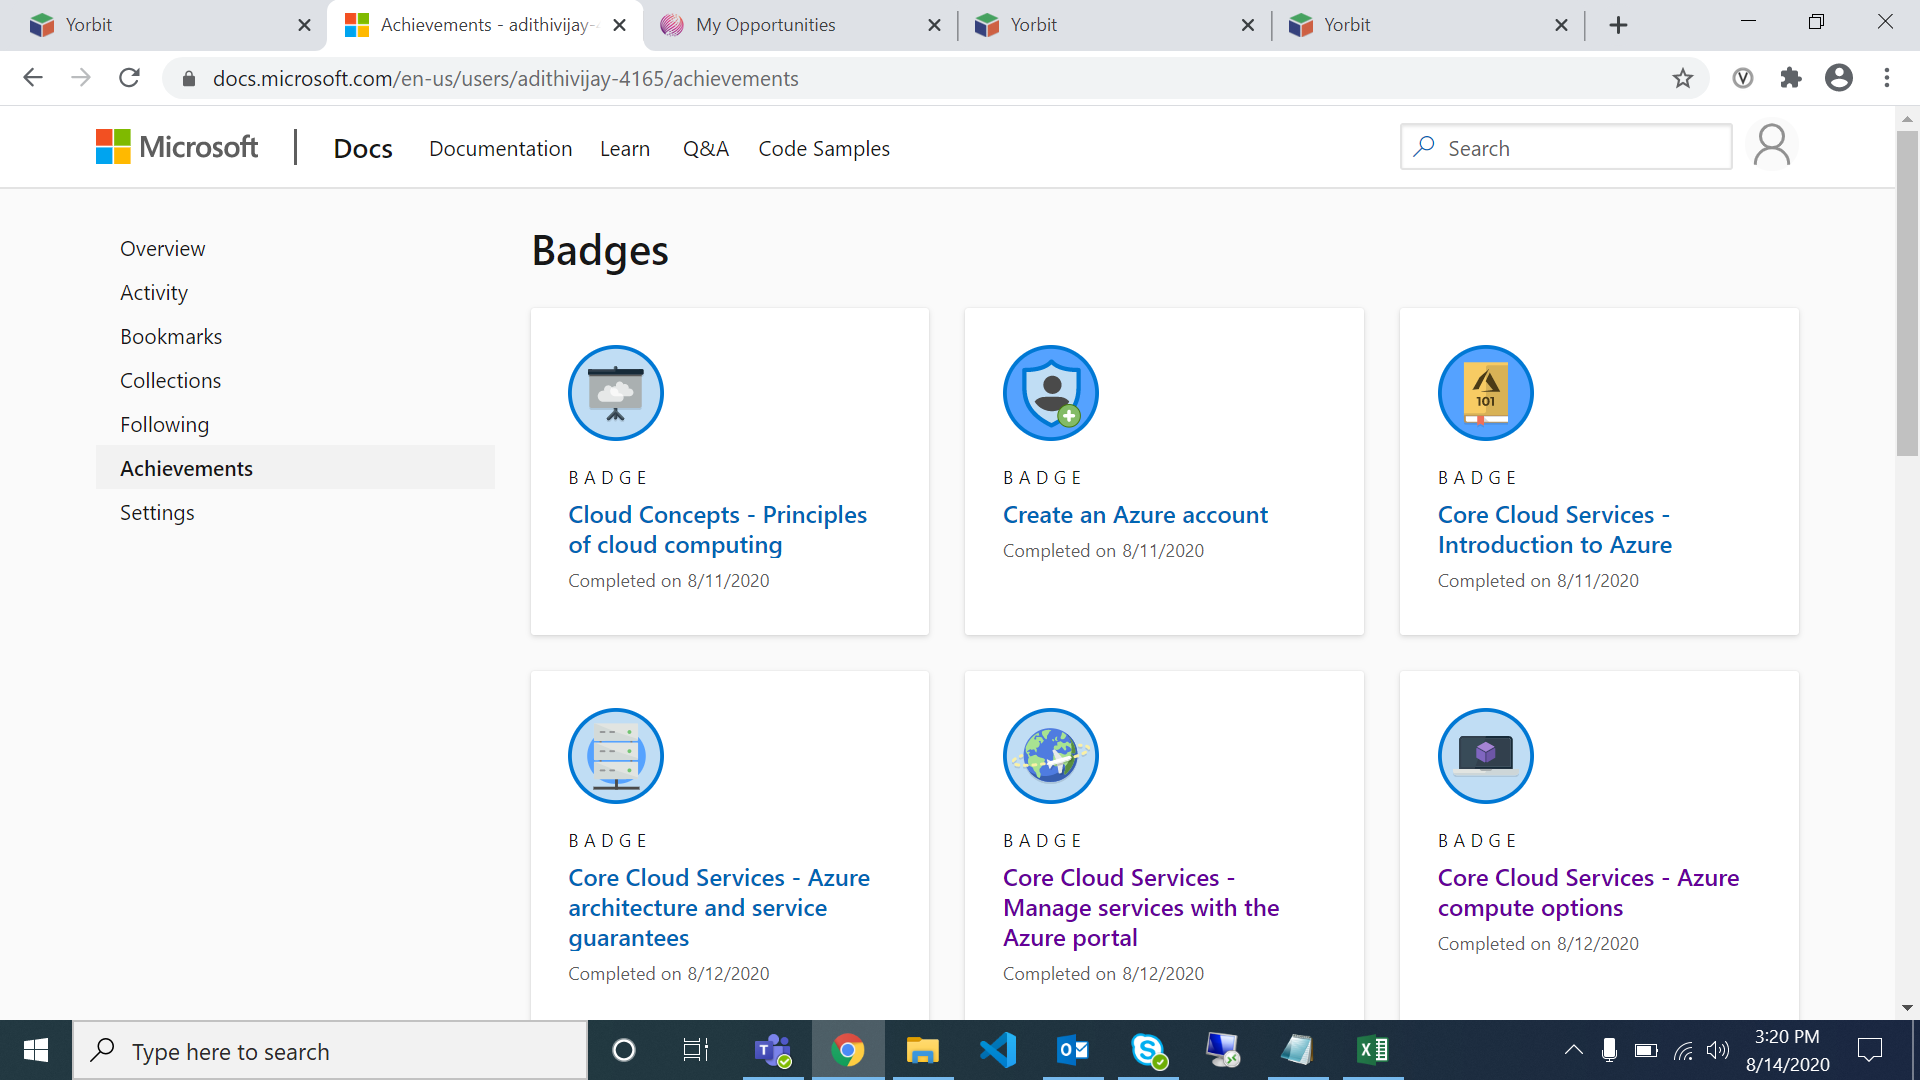 Yorbit
Achievements - adithivijay-4
My Opportunities
Yorbit
Yorbit
docs.microsoft.com/en-us/users/adithivijay-4165/achievements
Microsoft
Docs
Documentation
Learn
Q&A
Code Samples
Search
Overview
Activity
Bookmarks
Collections
Following
Achievements
Settings
Badges
BADGE
Cloud Concepts - Principles
of cloud computing
Completed on 8/11/2020
BADGE
Create an Azure account
Completed on 8/11/2020
101
BADGE
Core Cloud Services -
Introduction to Azure
Completed on 8/11/2020
BADGE
Core Cloud Services - Azure
architecture and service
guarantees
Completed on 8/12/2020
BADGE
Core Cloud Services -
Manage services with the
Azure portal
Completed on 8/12/2020
BADGE
Core Cloud Services - Azure
compute options
Completed on 8/12/2020
Type here to search
3:20 PM
8/14/2020